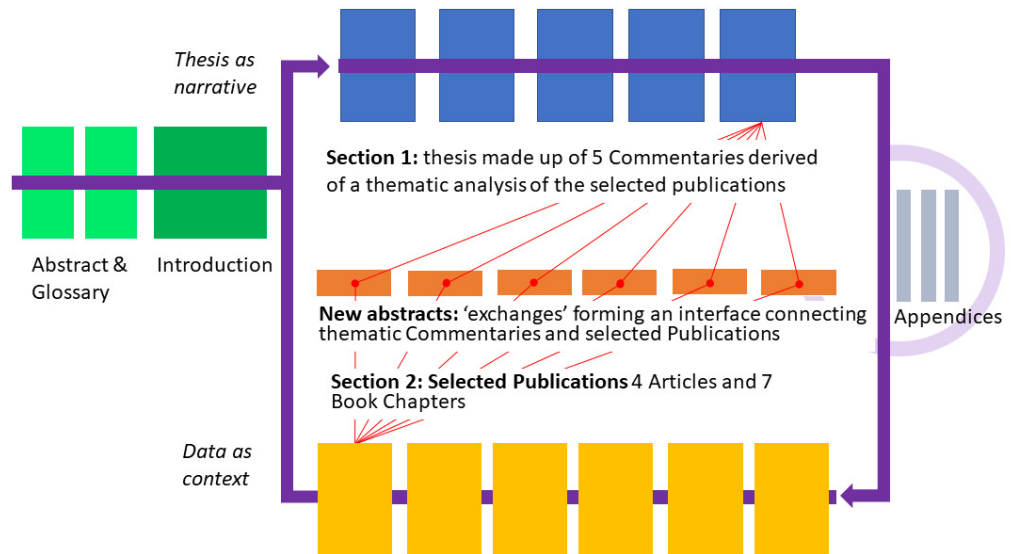 Thesis as
narrative
Section 1: thesis made up of 5 Commentaries derived
of a thematic analysis of the selected publications
Abstract &
Glossary
Introduction
New abstracts: ‘exchanges’ forming an interface connecting
thematic Commentaries and selected Publications
Appendices
Section 2: Selected Publications 4 Articles and 7
Book Chapters
Data as
context